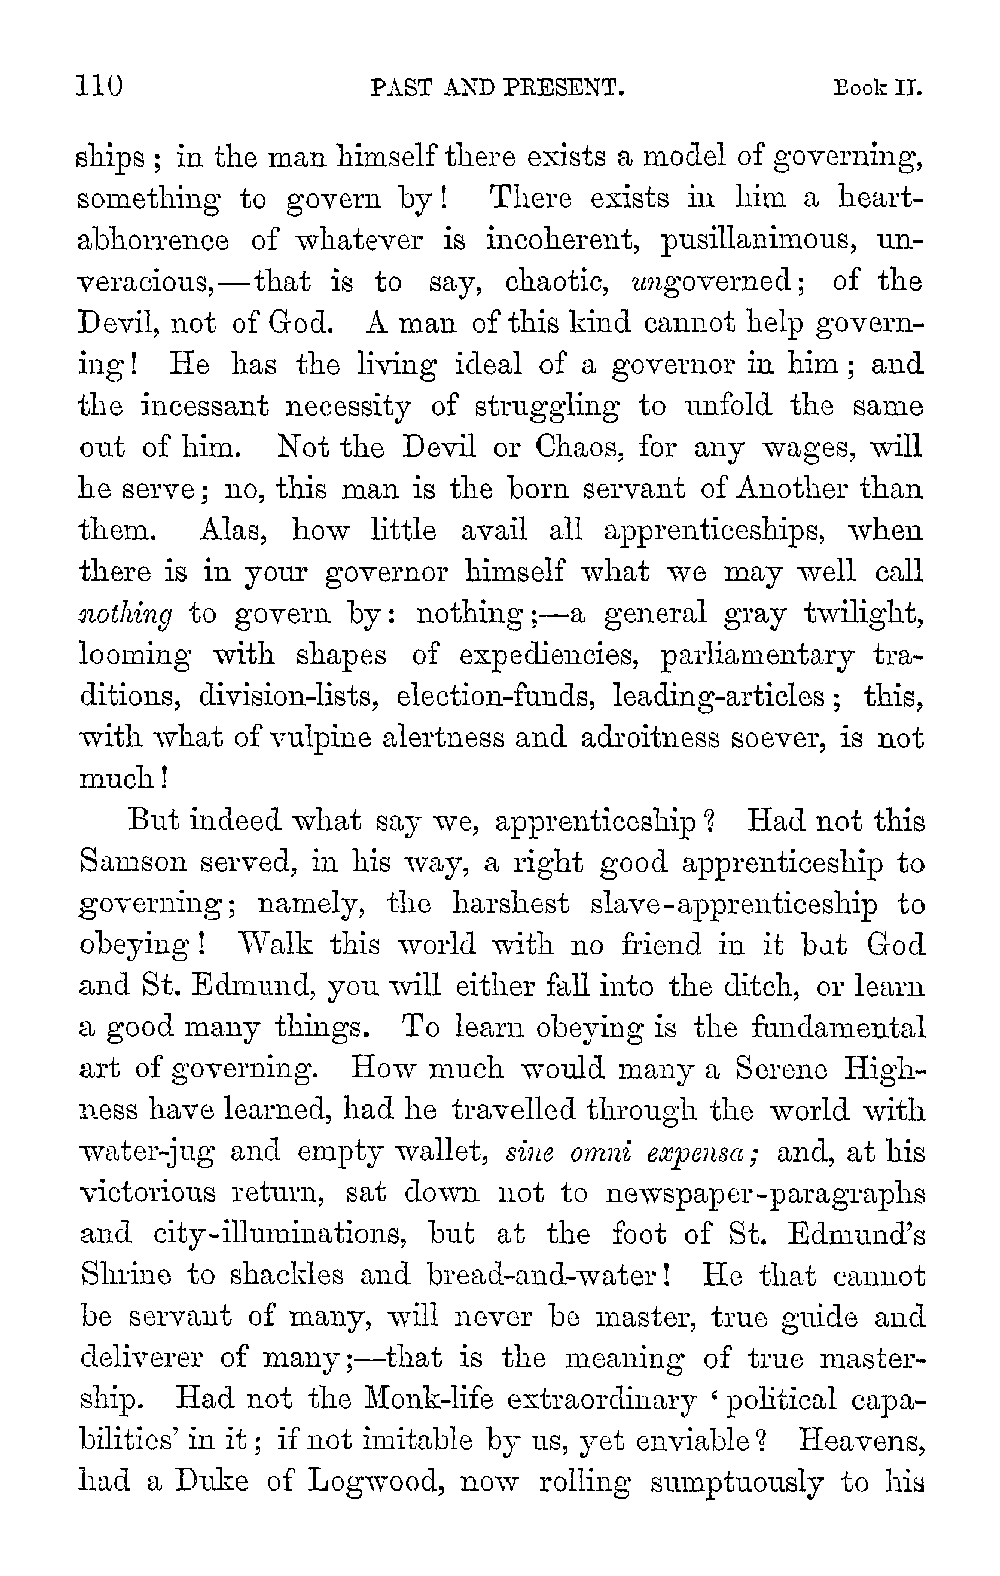 110 PAST AND PRESENT. Book II.
ships; in the man himself there exists a model of governing,
something to govern by! There exists in him a heart-
abhorrence of whatever is incoherent, pusillanimous, un-
veracious,—that is to say, chaotic, ungoverned; of the
Devil, not of God. A man of this kind cannot help govern-
ing! He has the living ideal of a governor in him; and
the incessant necessity of struggling to unfold the same
out of him. Not the Devil or Chaos, for any wages, will
he serve; no, this man is the born servant of Another than
them. Alas, how little avail all apprenticeships, when
there is in your governor himself what we may well call
nothing to govern by: nothing;—a general gray twilight,
looming with shapes of expediencies, parliamentary tra-
ditions, division-lists, election-funds, leading-articles; this,
with what of vulpine alertness and adroitness soever, is not
much!
But indeed what say we, apprenticeship? Had not this
Samson served, in his way, a right good apprenticeship to
governing; namely, the harshest slave-apprenticeship to
obeying! Walk this world with no friend in it but God
and St. Edmund, you will either fall into the ditch, or learn
a good many things. To learn obeying is the fundamental
art of governing. How much would many a Serene High-
ness have learned, had he travelled through the world with
water-jug and empty wallet, sine omni expensa; and, at his
victorious return, sat down not to newspaper-paragraphs
and city-illuminations, but at the foot of St. Edmund's
Shrine to shackles and bread-and-water! He that cannot
be servant of many, will never be master, true guide and
deliverer of many;—that is the meaning of true master-
ship. Had not the Monk-life extraordinary 'political capa-
bilities' in it; if not imitable by us, yet enviable? Heavens,
had a Duke of Logwood, now rolling sumptuously to his